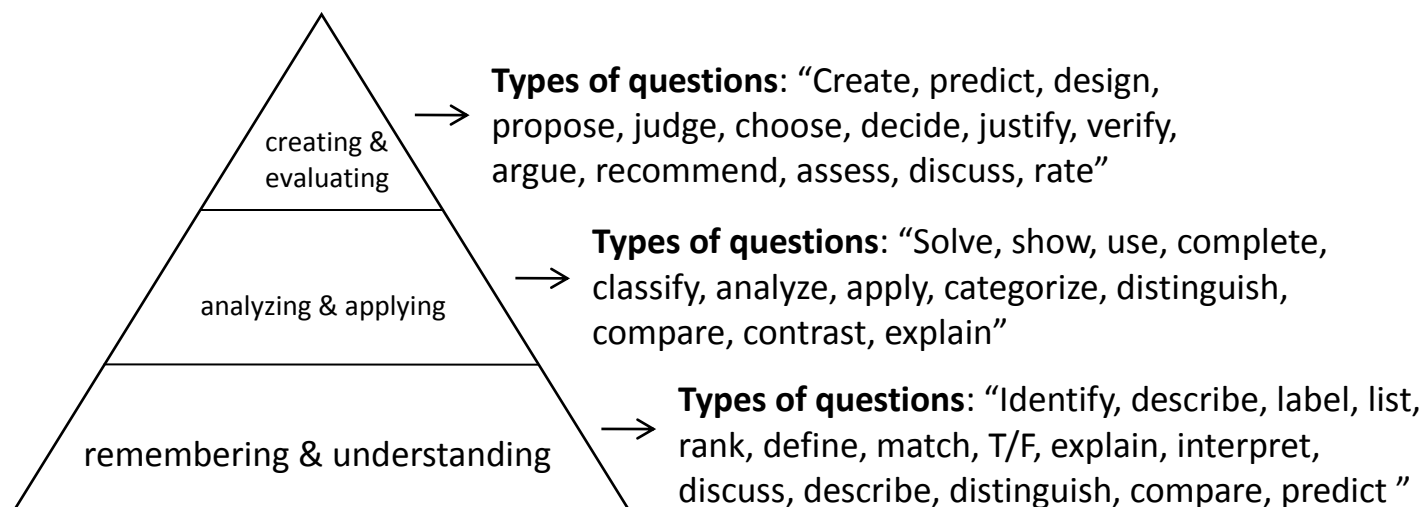 Types of questions: “Create, predict, design,
propose, judge, choose, decide, justify, verify,
argue, recommend, assess, discuss, rate”
creating &
evaluating
Types of questions: “Solve, show, use, complete,
classify, analyze, apply, categorize, distinguish,
compare, contrast, explain”
analyzing & applying
Types of questions: “Identify, describe, label, list,
rank, define, match, T/F, explain, interpret,
discuss, describe, distinguish, compare, predict ”
remembering & understanding